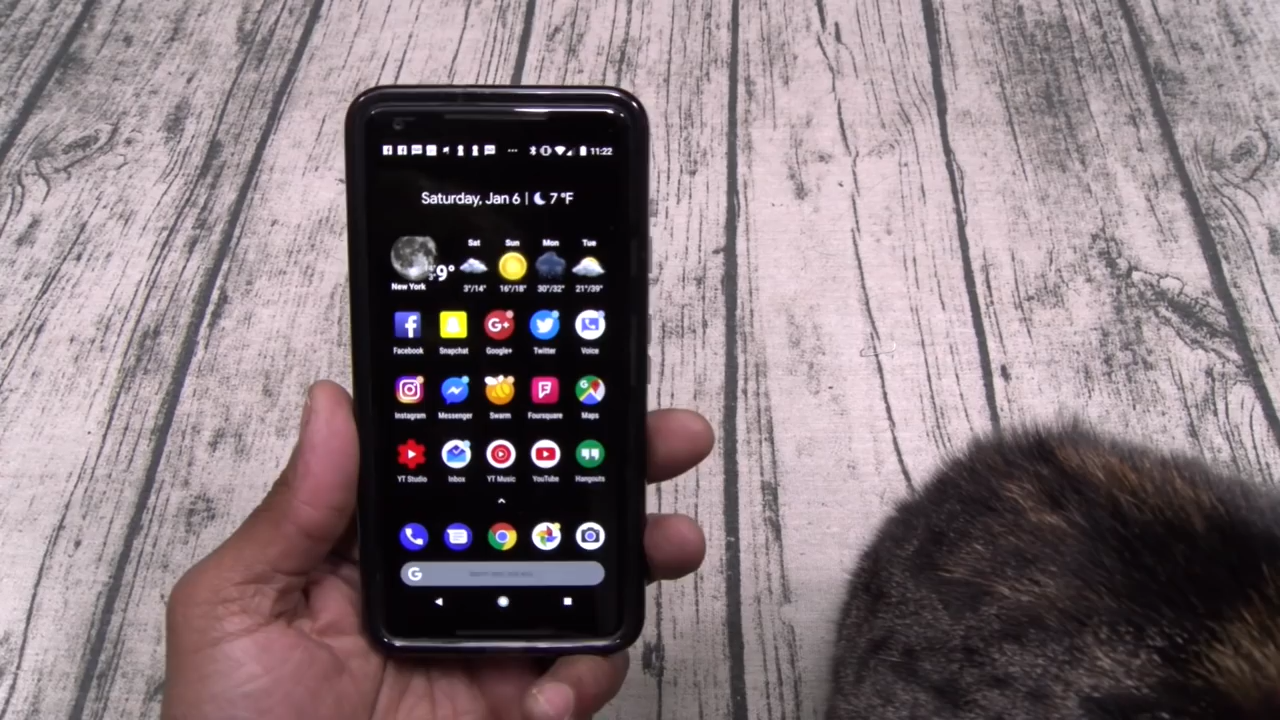 11:22
Saturday, Jan 6 | 7 °F
Sat Sun Mon Tue
9°
New York 3°/14° 16°/18° 30°/32° 21°/39°
Facebook Snapchat Google+ Twitter Voice
Instagram Messenger Swarm Foursquare Maps
YT Studio Inbox YT Music YouTube Hangouts
G